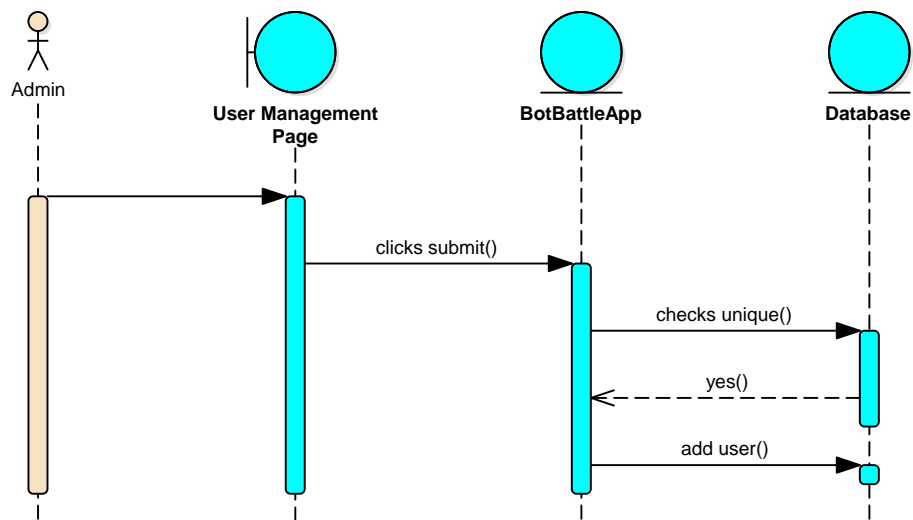 Admin
User Management
Page
BotBattleApp
Database
clicks submit()
checks unique()
yes()
add user()